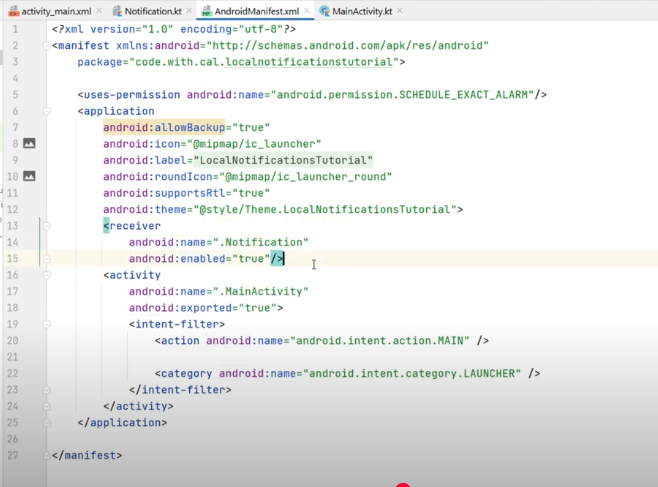 activity_main.xml Notification.kt AndroidManifest.xml MainActivity.kt
1 <?xml version="1.0" encoding="utf-8"?>
2 <manifest xmlns:android="http://schemas.android.com/apk/res/android"
3 package="code.with.cal.localnotificationstutorial">
4
5 <uses-permission android:name="android.permission.SCHEDULE_EXACT_ALARM"/>
6 <application
7 android:allowBackup="true"
8 android:icon="@mipmap/ic_launcher"
9 android:label="LocalNotificationsTutorial"
10 android:roundIcon="@mipmap/ic_launcher_round"
11 android:supportsRtl="true"
12 android:theme="@style/Theme.LocalNotificationsTutorial">
13 <receiver
14 android:name=".Notification"
15 android:enabled="true"/>
16 <activity
17 android:name=".MainActivity"
18 android:exported="true">
19 <intent-filter>
20 <action android:name="android.intent.action.MAIN" />
21
22 <category android:name="android.intent.category.LAUNCHER" />
23 </intent-filter>
24 </activity>
25 </application>
26
27 </manifest>